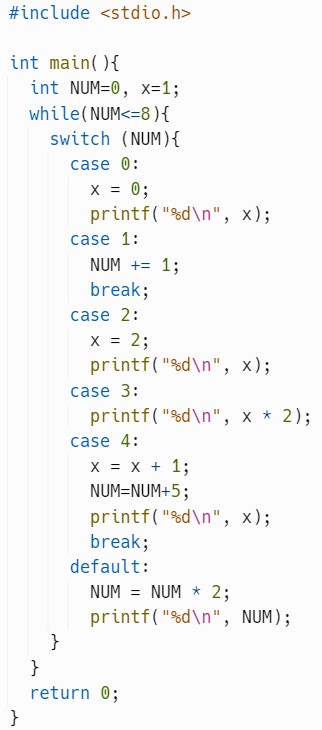 #include <stdio.h>

int main(){
  int NUM=0, x=1;
  while(NUM<=8){
    switch (NUM){
      case 0:
        x = 0;
        printf("%d\n", x);
      case 1:
        NUM += 1;
        break;
      case 2:
        x = 2;
        printf("%d\n", x);
      case 3:
        printf("%d\n", x * 2);
      case 4:
        x = x + 1;
        NUM=NUM+5;
        printf("%d\n", x);
        break;
      default:
        NUM = NUM * 2;
        printf("%d\n", NUM);
    }
  }
  return 0;
}